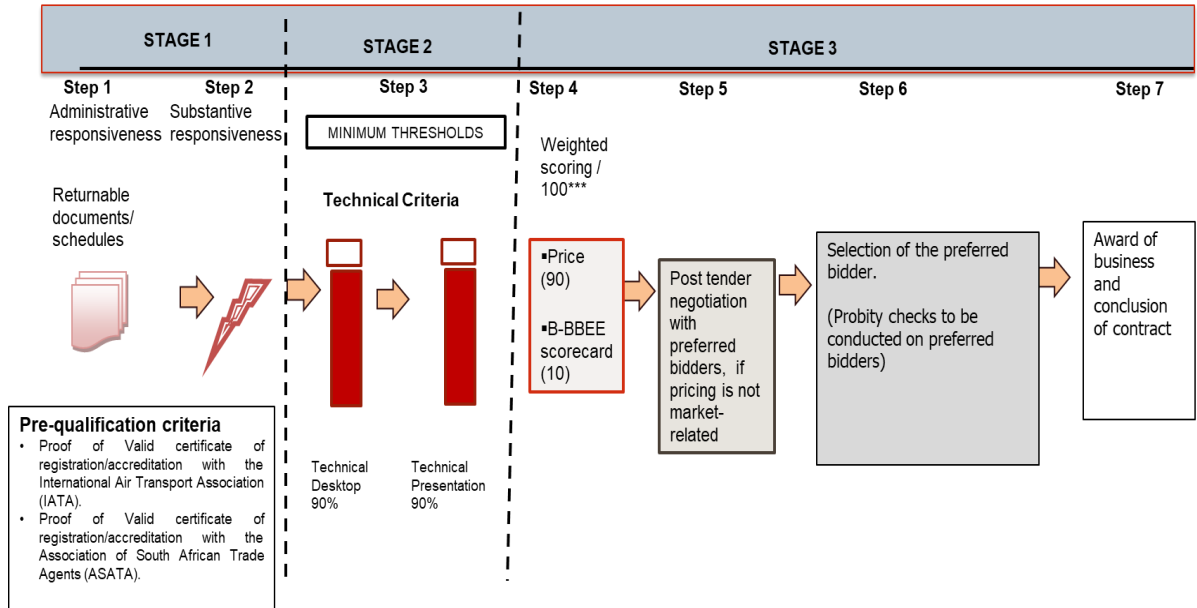 STAGE 1
STAGE 2
STAGE 3
Step 1
Step 2
Step 3
Step 4
Step 5
Step 6
Step 7
Administrative
responsiveness
Substantive
responsiveness
Returnable
documents/
schedules
Pre-qualification criteria
• Proof of Valid certificate of
registration/accreditation with the
International Air Transport Association
(IATA).
• Proof of Valid certificate of
registration/accreditation with the
Association of South African Trade
Agents (ASATA).
MINIMUM THRESHOLDS
Technical Criteria
Technical
Desktop
90%
Technical
Presentation
90%
Weighted
scoring /
100***
▪Price
(90)
▪B-BBEE
scorecard
(10)
Post tender
negotiation
with
preferred
bidders, if
pricing is not
market-
related
Selection of the preferred
bidder.
(Probity checks to be
conducted on preferred
bidders)
Award of
business
and
conclusion
of contract